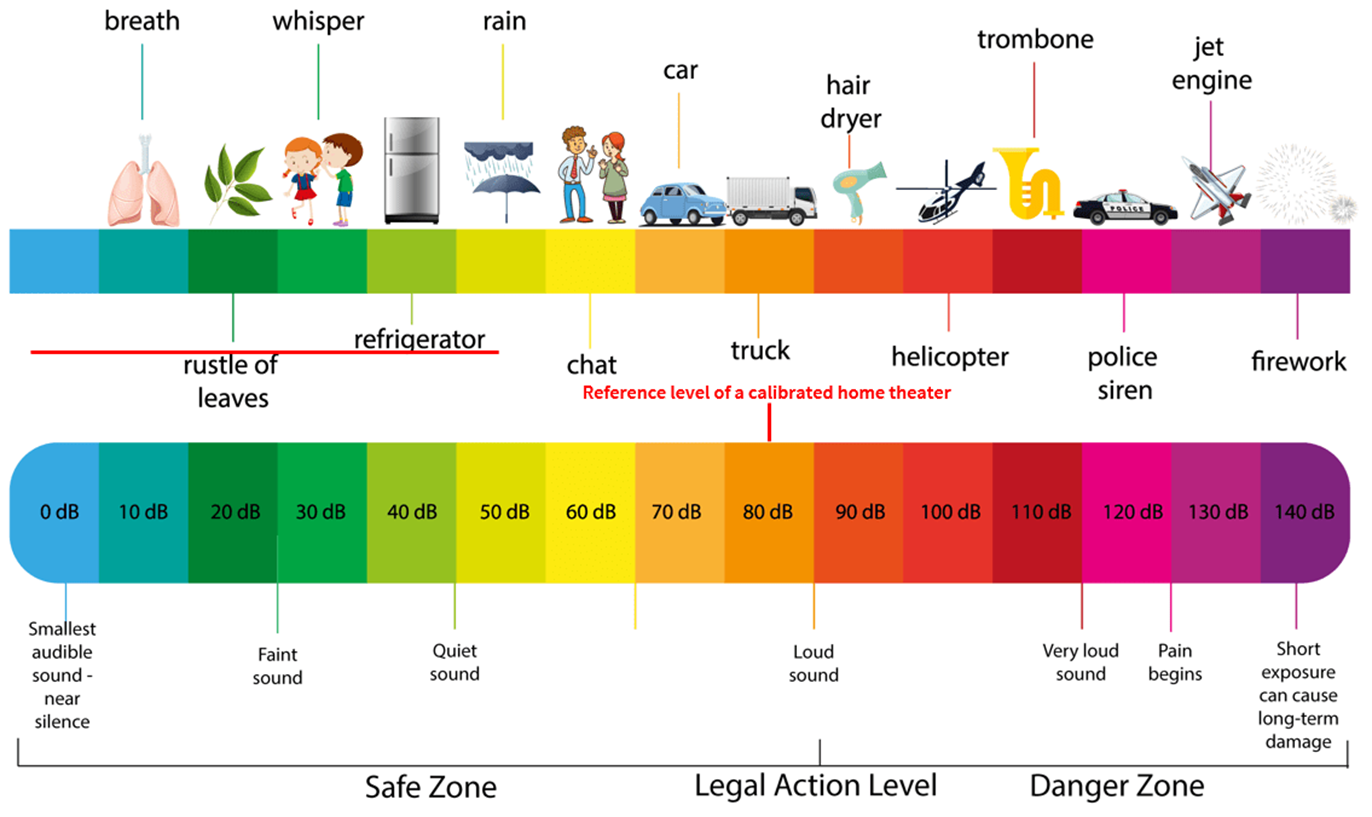 breath
whisper
rain
car
hair
dryer
trombone
jet
engine
POLICE
rustle of
leaves
refrigerator
chat
truck
helicopter
police
siren
firework
Reference level of a calibrated home theater
0 dB
10 dB
20 dB
30 dB
40 dB
50 dB
60 dB
70 dB
80 dB
90 dB
100 dB
110 dB
120 dB
130 dB
140 dB
Smallest
audible
sound -
near
silence
Faint
sound
Quiet
sound
Loud
sound
Very loud
sound
Pain
begins
Short
exposure
can cause
long-term
damage
Safe Zone
Legal Action Level
Danger Zone